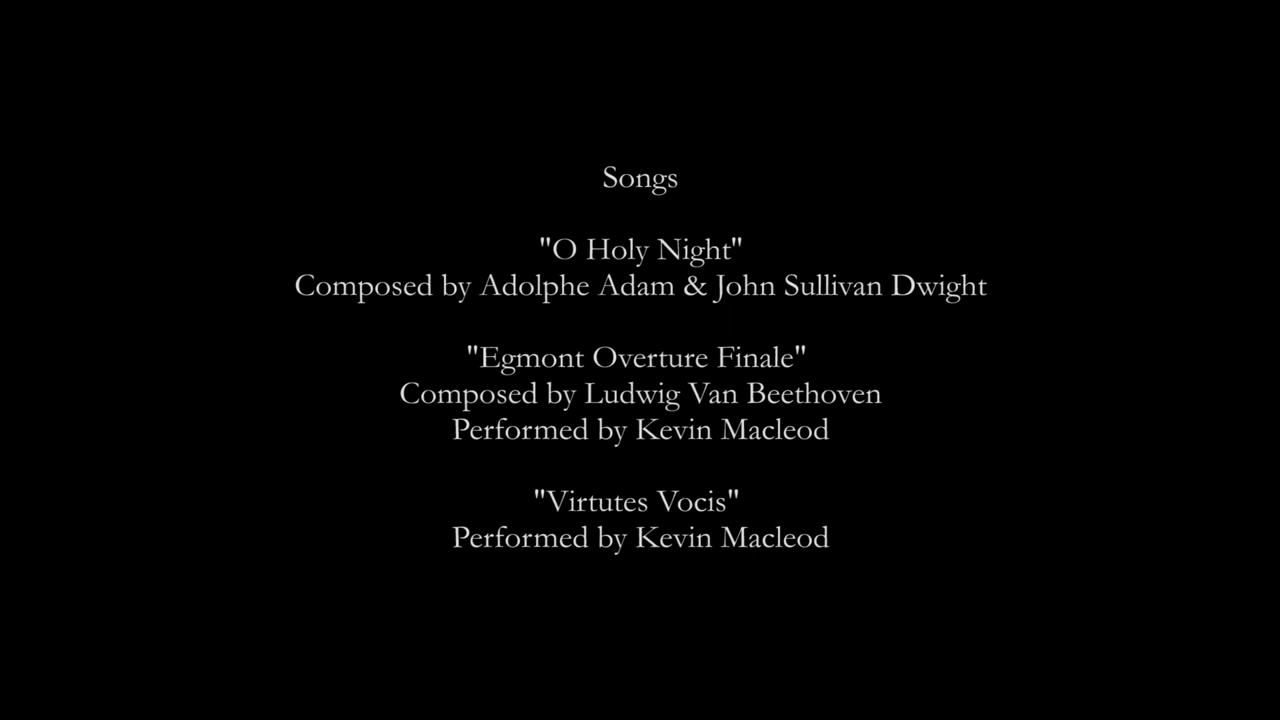 Songs
"O Holy Night"
Composed by Adolphe Adam & John Sullivan Dwight
"Egmont Overture Finale"
Composed by Ludwig Van Beethoven
Performed by Kevin Macleod
"Virtutes Vocis"
Performed by Kevin Macleod